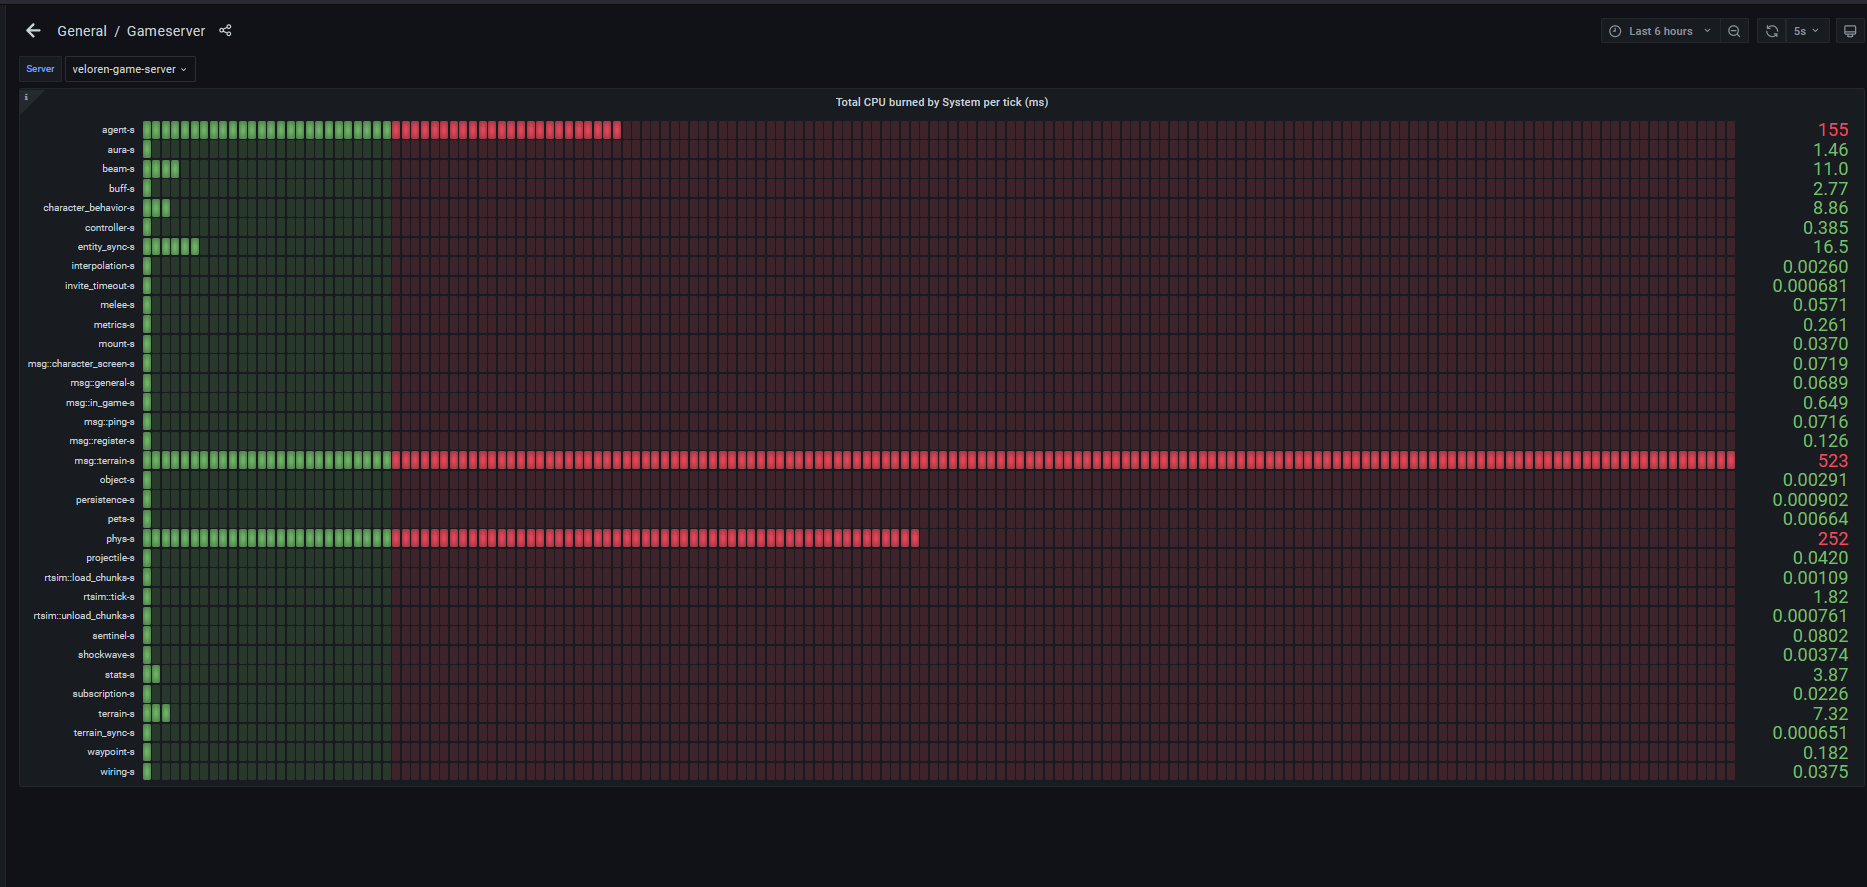 General / Gameserver
Last 6 hours
5s
Server
veloren-game-server
i
Total CPU burned by System per tick (ms)
agent-s 155
aura-s 1.46
beam-s 11.0
buff-s 2.77
character_behavior-s 8.86
controller-s 0.385
entity_sync-s 16.5
interpolation-s 0.00260
invite_timeout-s 0.000681
melee-s 0.0571
metrics-s 0.261
mount-s 0.0370
msg::character_screen-s 0.0719
msg::general-s 0.0689
msg::in_game-s 0.649
msg::ping-s 0.0716
msg::register-s 0.126
msg::terrain-s 523
object-s 0.00291
persistence-s 0.000902
pets-s 0.00664
phys-s 252
projectile-s 0.0420
rtsim::load_chunks-s 0.00109
rtsim::tick-s 1.82
rtsim::unload_chunks-s 0.000761
sentinel-s 0.0802
shockwave-s 0.00374
stats-s 3.87
subscription-s 0.0226
terrain-s 7.32
terrain_sync-s 0.000651
waypoint-s 0.182
wiring-s 0.0375